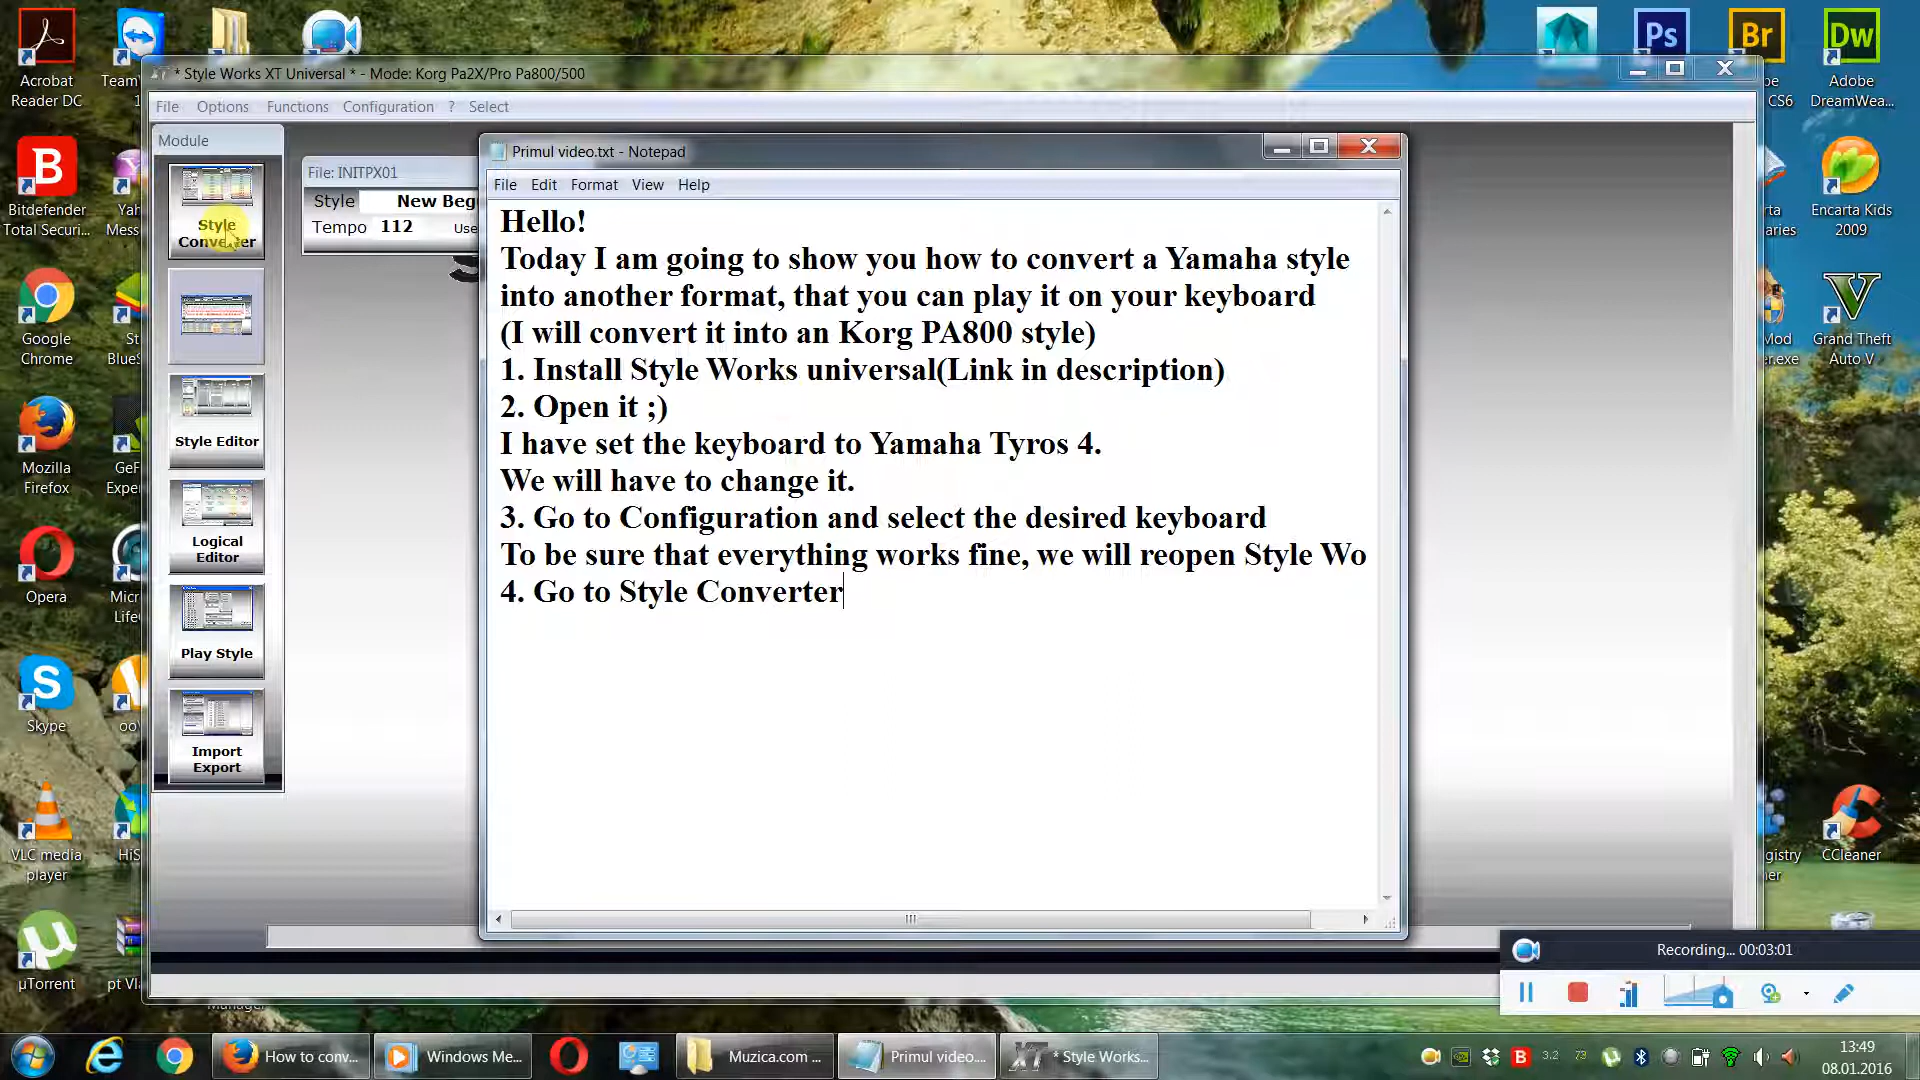 Acrobat
Reader DC
Bitdefender
Total Securi...
Google
Chrome
Mozilla
Firefox
Opera
Skype
VLC media
player
µTorrent
* Style Works XT Universal * - Mode: Korg Pa2X/Pro Pa800/500
File Options Functions Configuration ? Select
Module
Style
Converter
Style Editor
Logical
Editor
Play Style
Import
Export
File: INITPX01
Style New Beg
Tempo 112 Use
Primul video.txt - Notepad
File Edit Format View Help
Hello!
Today I am going to show you how to convert a Yamaha style
into another format, that you can play it on your keyboard
(I will convert it into an Korg PA800 style)
1. Install Style Works universal(Link in description)
2. Open it ;)
I have set the keyboard to Yamaha Tyros 4.
We will have to change it.
3. Go to Configuration and select the desired keyboard
To be sure that everything works fine, we will reopen Style Wo
4. Go to Style Converter
Ps
Br
Dw
CS6
Adobe
DreamWea...
Encarta Kids
2009
Grand Theft
Auto V
CCleaner
Recording... 00:03:01
How to conv...
Windows Me...
Muzica.com ...
Primul video....
* Style Works...
13:49
08.01.2016